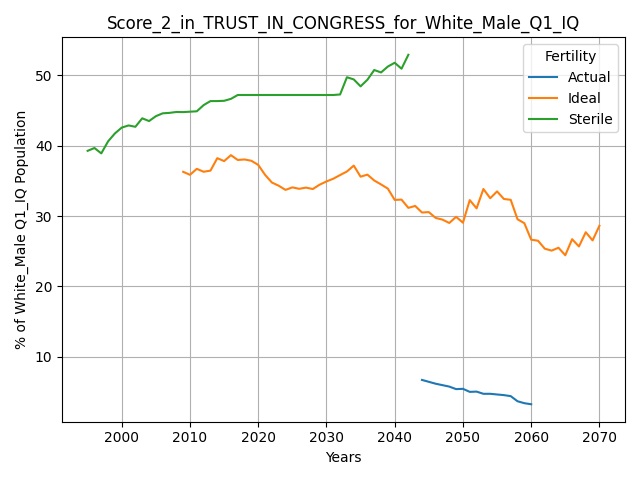 Score_2_in_TRUST_IN_CONGRESS_for_White_Male_Q1_IQ
Fertility
Actual
Ideal
Sterile
% of White_Male Q1_IQ Population
50
40
30
20
10
2000 2010 2020 2030 2040 2050 2060 2070
Years